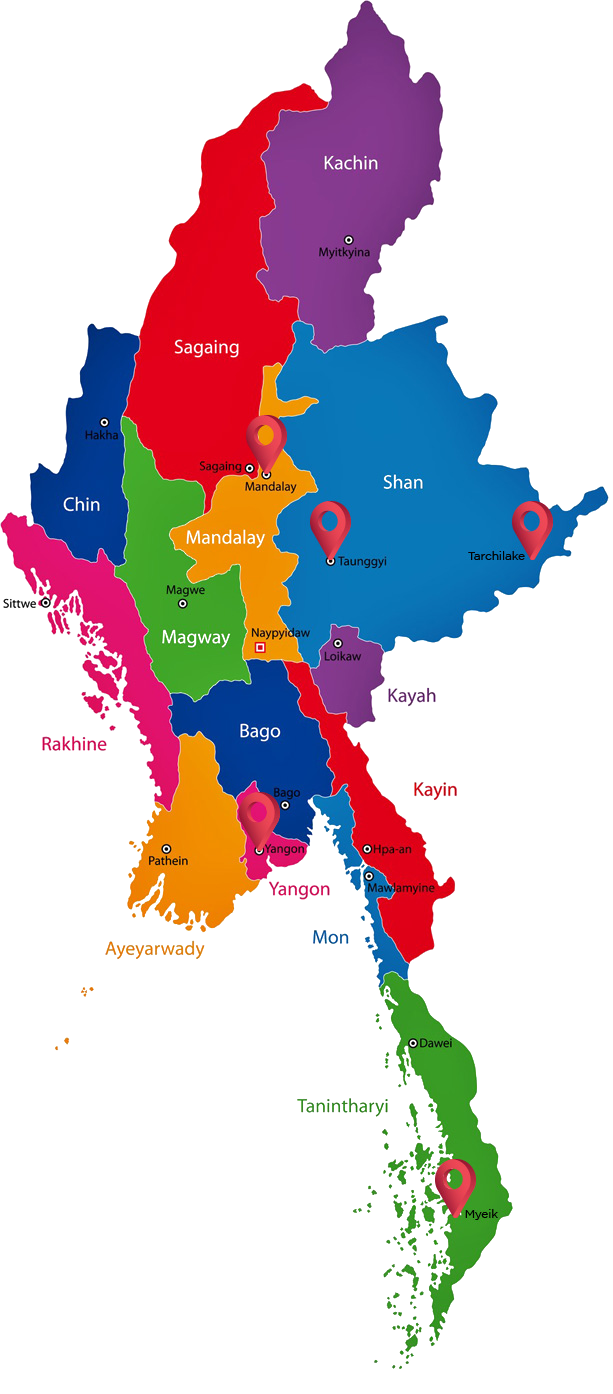 Kachin
Myitkyina
Sagaing
Hakha
Sagaing
Mandalay
Chin
Shan
Mandalay
Taunggyi
Tarchilake
Magwe
Sittwe
Naypyidaw
Magway
Loikaw
Kayah
Bago
Rakhine
Kayin
Bago
Yangon
Hpa-an
Pathein
Yangon
Mawlamyine
Mon
Ayeyarwady
Dawei
Tanintharyi
Myeik